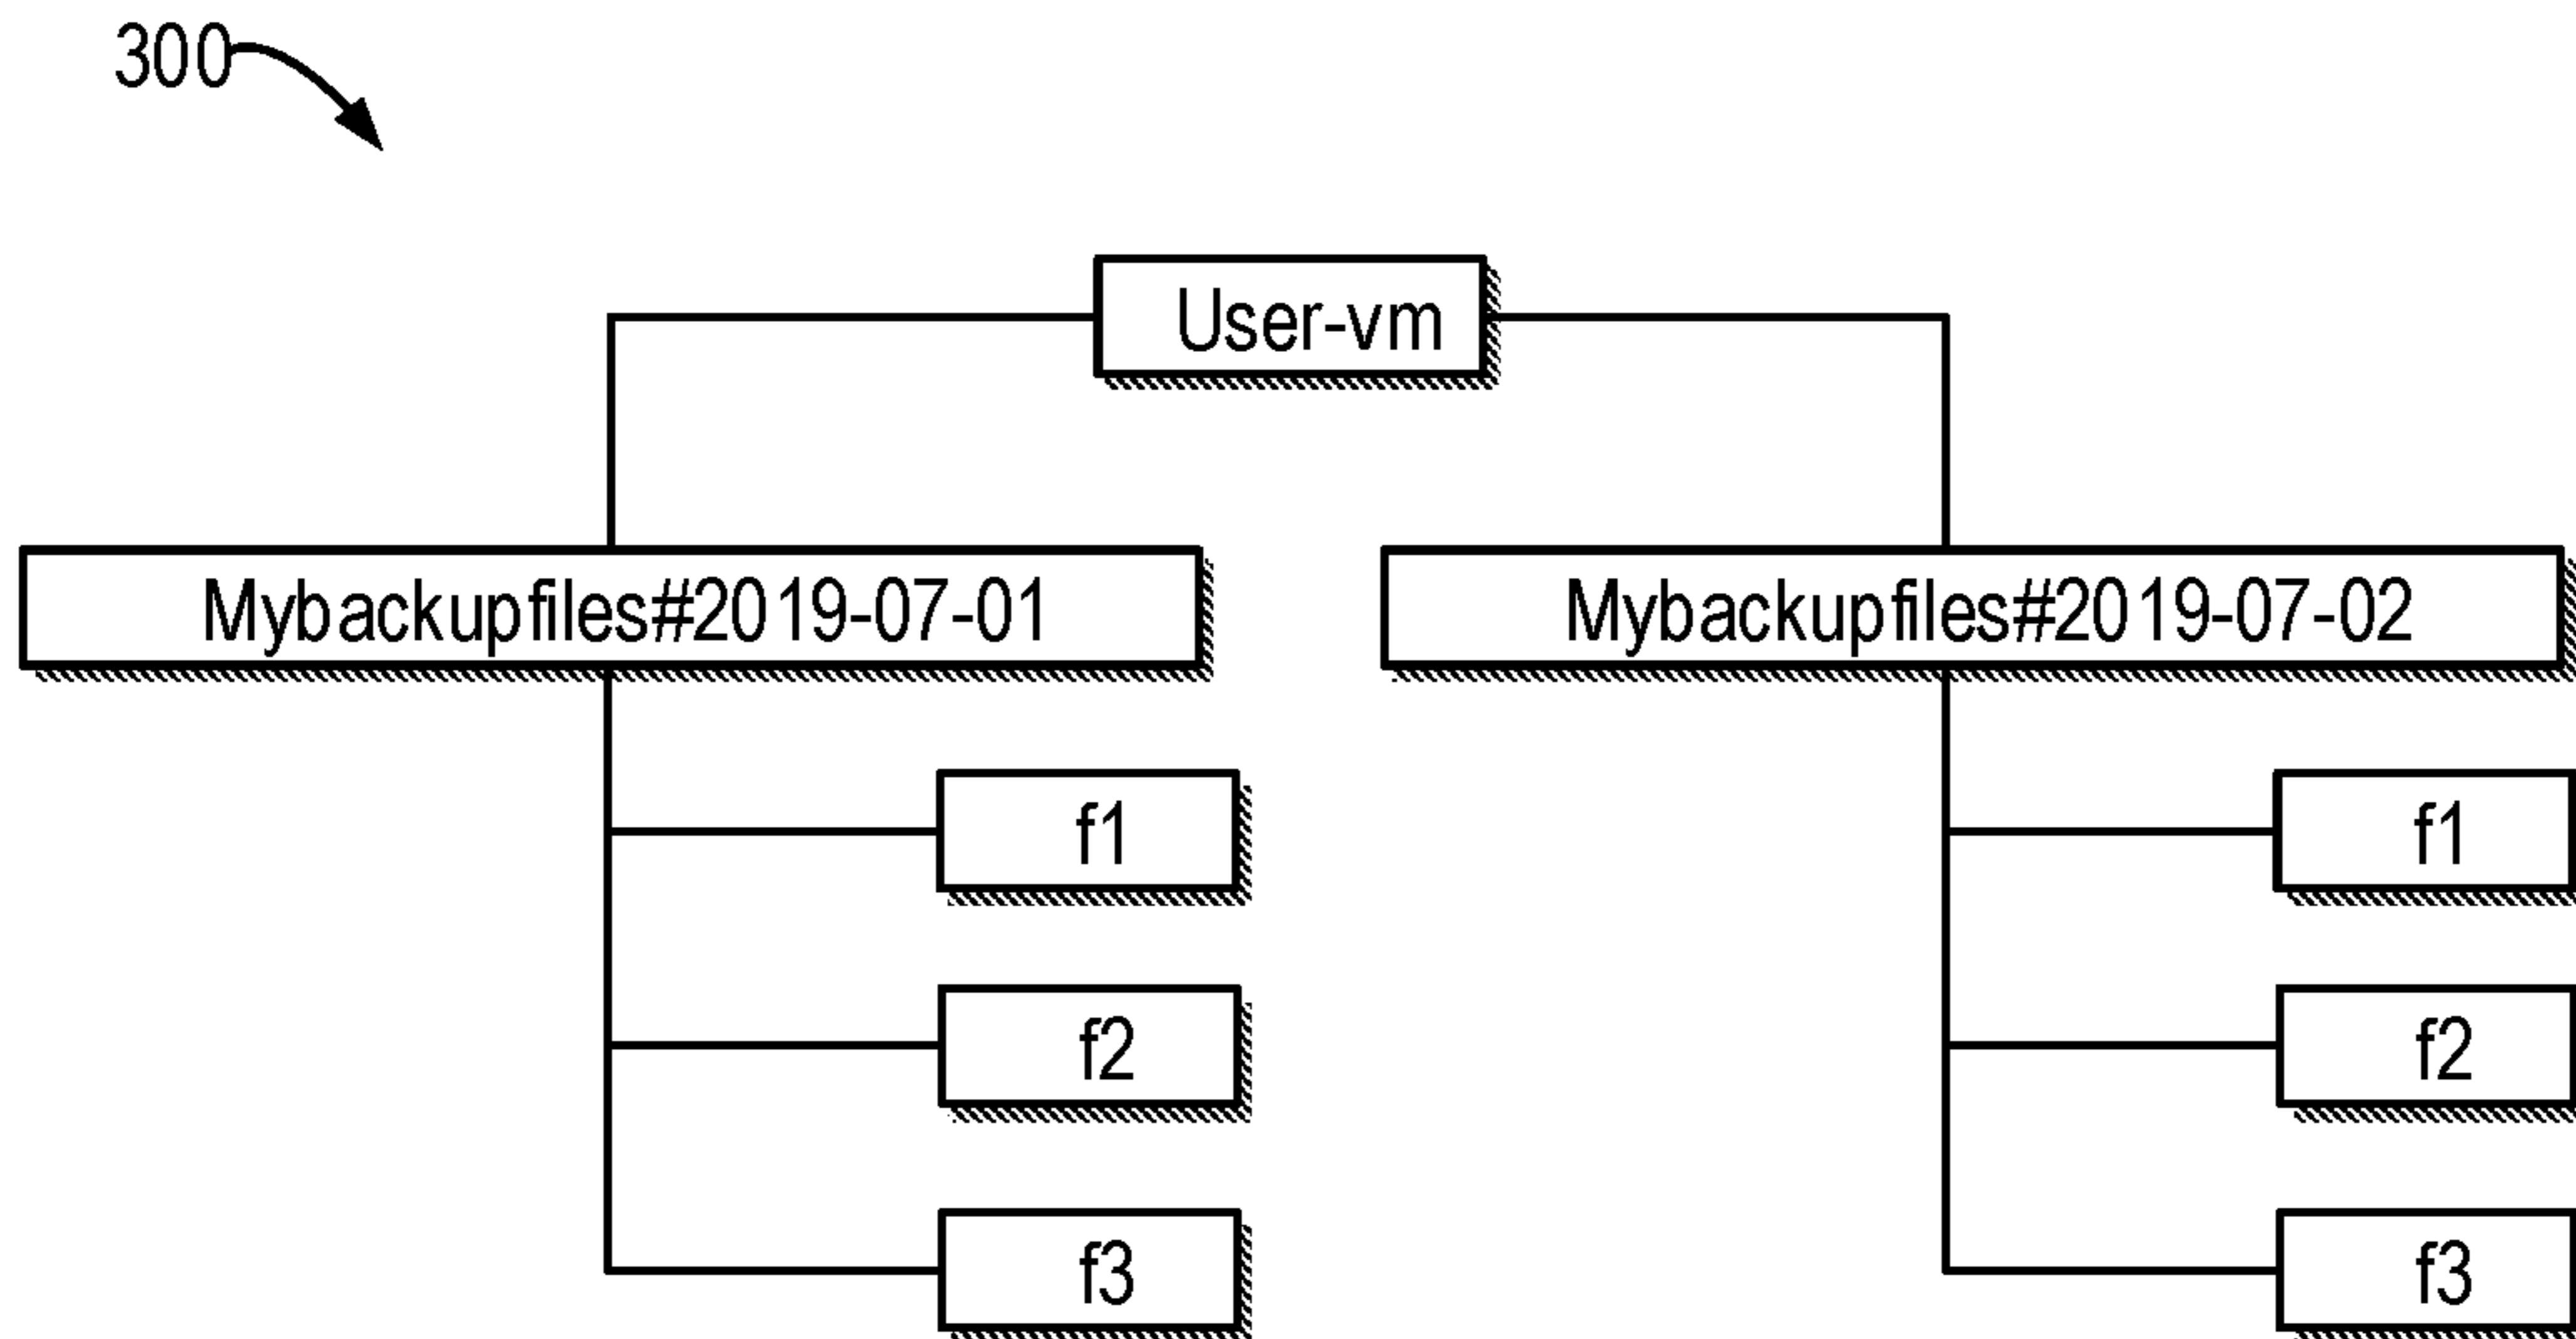 300
User-vm
Mybackupfiles#2019-07-01
Mybackupfiles#2019-07-02
f1
f1
f2
f2
f3
f3